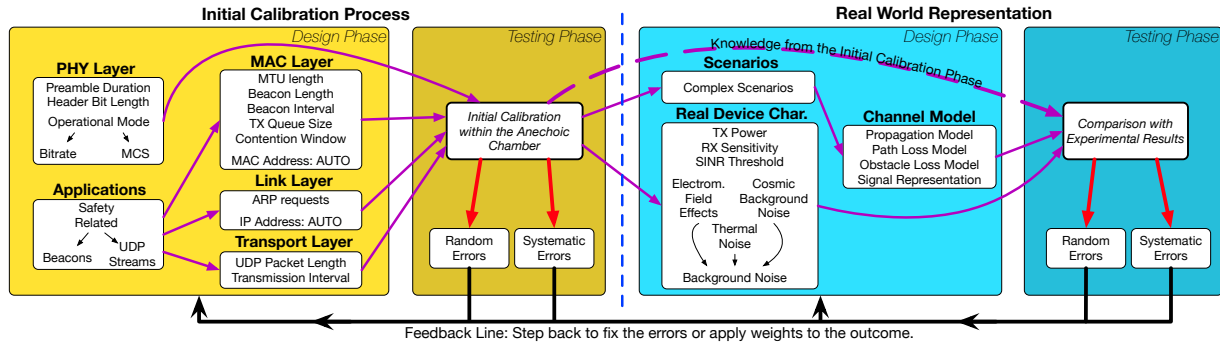 Initial Calibration Process
Design Phase
PHY Layer
Preamble Duration
Header Bit Length
Operational Mode
Bitrate
MCS
Applications
Safety
Related
Beacons
UDP
Streams
MAC Layer
MTU length
Beacon Length
Beacon Interval
TX Queue Size
Contention Window
MAC Address: AUTO
Link Layer
ARP requests
IP Address: AUTO
Transport Layer
UDP Packet Length
Transmission Interval
Testing Phase
Initial Calibration
within the Anechoic
Chamber
Random
Errors
Systematic
Errors
Real World Representation
Design Phase
Knowledge from the Initial Calibration Phase
Scenarios
Complex Scenarios
Real Device Char.
TX Power
RX Sensitivity
SINR Threshold
Electrom.
Field
Effects
Cosmic
Background
Noise
Thermal
Noise
Background Noise
Channel Model
Propagation Model
Path Loss Model
Obstacle Loss Model
Signal Representation
Testing Phase
Comparison with
Experimental Results
Random
Errors
Systematic
Errors
Feedback Line: Step back to fix the errors or apply weights to the outcome.